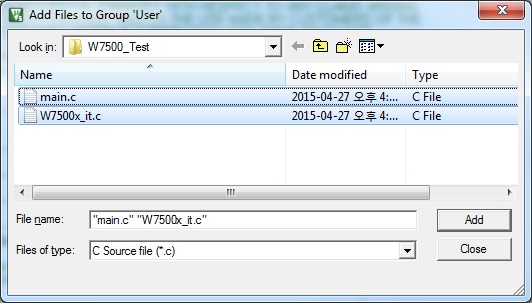 Add Files to Group 'User'
Look in: W7500_Test
Name Date modified Type
main.c 2015-04-27 오후 4:... C File
W7500x_it.c 2015-04-27 오후 4:... C File
File name: "main.c" "W7500x_it.c" Add
Files of type: C Source file (*.c) Close